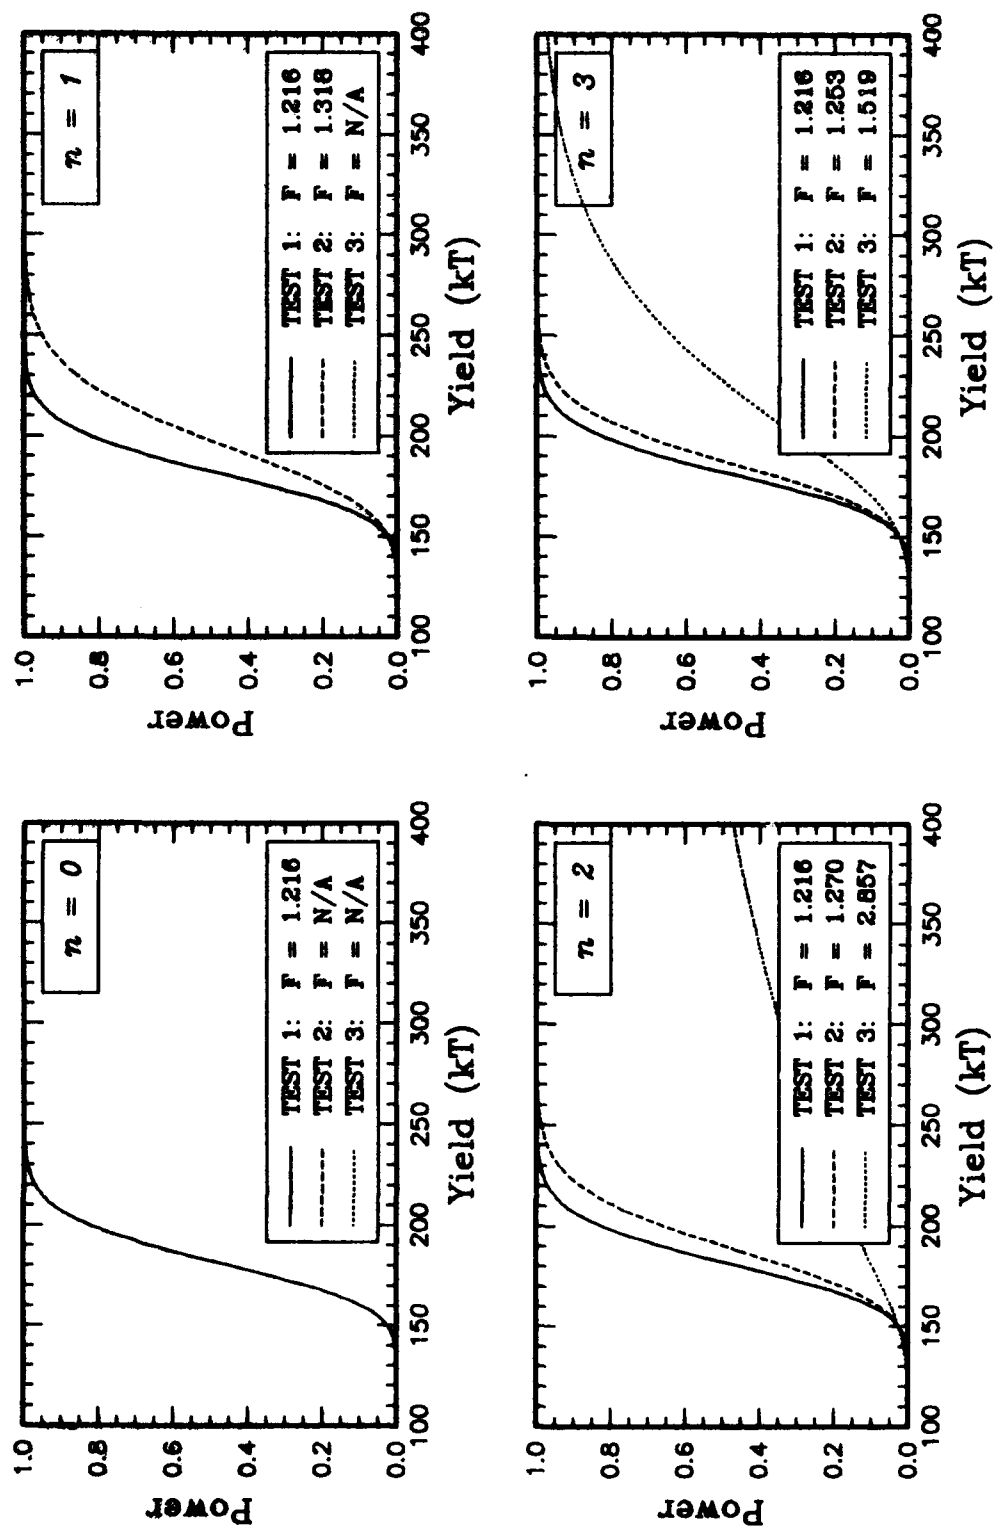 n = 0
Power
1.0
0.8
0.6
0.4
0.2
0.0
TEST 1: F = 1.216
TEST 2: F = N/A
TEST 3: F = N/A
100 150 200 250 300 350 400
Yield (kT)
n = 1
Power
1.0
0.8
0.6
0.4
0.2
0.0
TEST 1: F = 1.216
TEST 2: F = 1.318
TEST 3: F = N/A
100 150 200 250 300 350 400
Yield (kT)
n = 2
Power
1.0
0.8
0.6
0.4
0.2
0.0
TEST 1: F = 1.216
TEST 2: F = 1.270
TEST 3: F = 2.857
100 150 200 250 300 350 400
Yield (kT)
n = 3
Power
1.0
0.8
0.6
0.4
0.2
0.0
TEST 1: F = 1.216
TEST 2: F = 1.253
TEST 3: F = 1.519
100 150 200 250 300 350 400
Yield (kT)